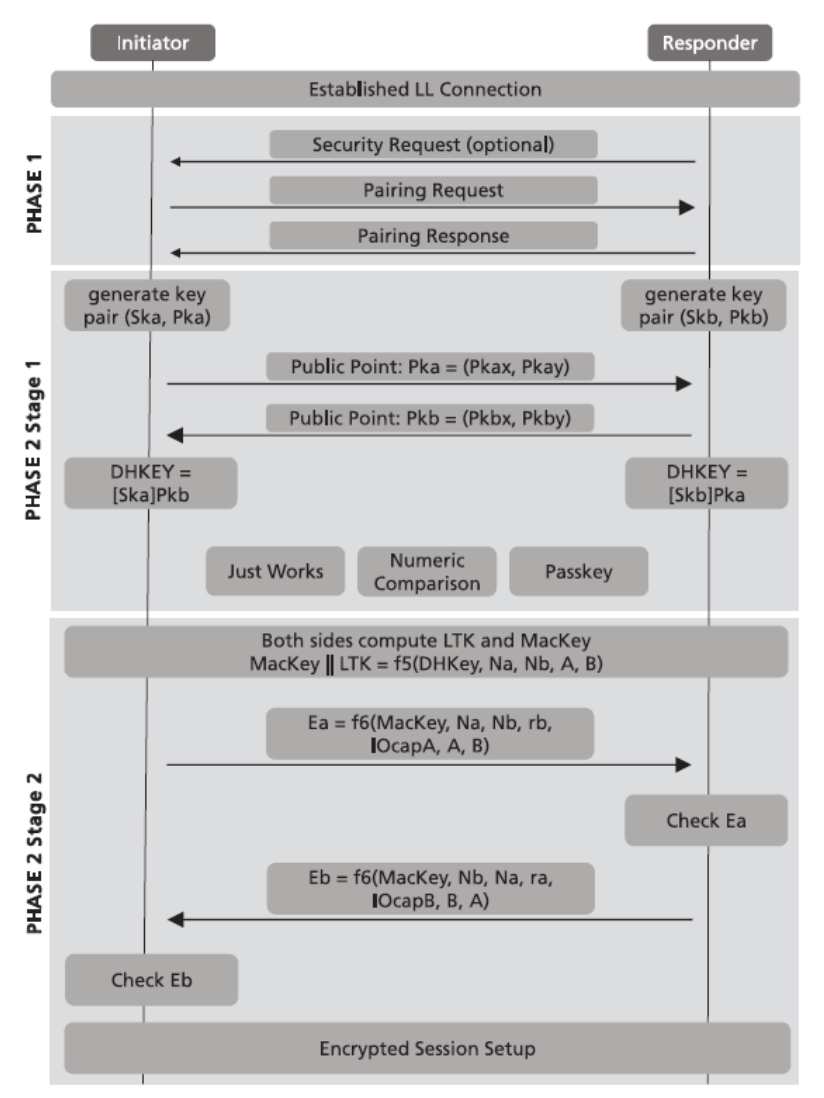 Initiator
Responder
Established LL Connection
PHASE 1
Security Request (optional)
Pairing Request
Pairing Response
PHASE 2 Stage 1
generate key
pair (Ska, Pka)
generate key
pair (Skb, Pkb)
Public Point: Pka = (Pkax, Pkay)
Public Point: Pkb = (Pkbx, Pkby)
DHKEY =
[Ska]Pkb
DHKEY =
[Skb]Pka
Just Works
Numeric
Comparison
Passkey
PHASE 2 Stage 2
Both sides compute LTK and MacKey
MacKey || LTK = f5(DHKey, Na, Nb, A, B)
Ea = f6(MacKey, Na, Nb, rb,
IOcapA, A, B)
Check Ea
Eb = f6(MacKey, Nb, Na, ra,
IOcapB, B, A)
Check Eb
Encrypted Session Setup